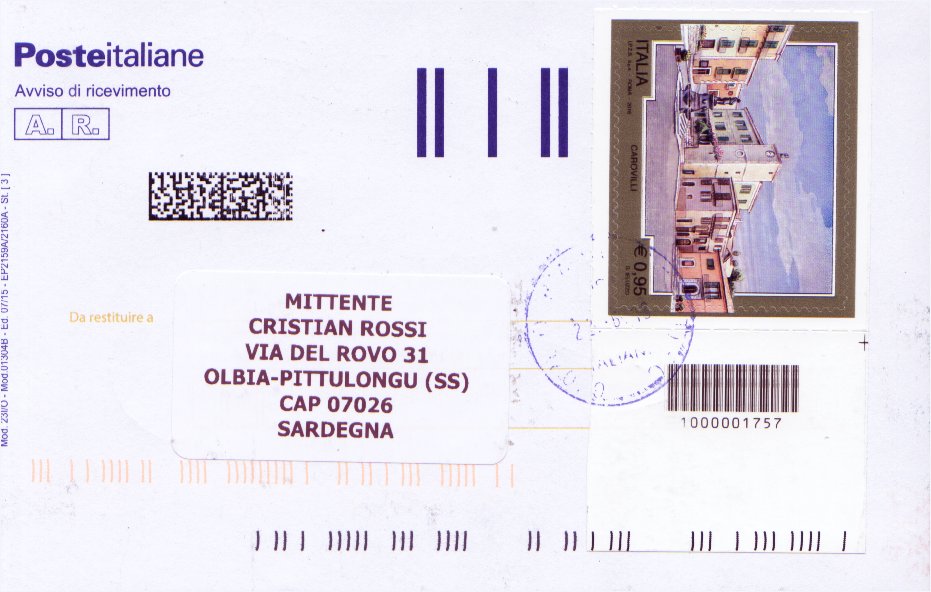 Posteitaliane
Avviso di ricevimento
A. R.
Mod. 23I/O - Mod.01304B - Ed. 07/15 - EP2159A/2160A - St. [3]
Da restituire a
MITTENTE
CRISTIAN ROSSI
VIA DEL ROVO 31
OLBIA-PITTULONGU (SS)
CAP 07026
SARDEGNA
ITALIA
CAROVILLI
€ 0,95
1000001757